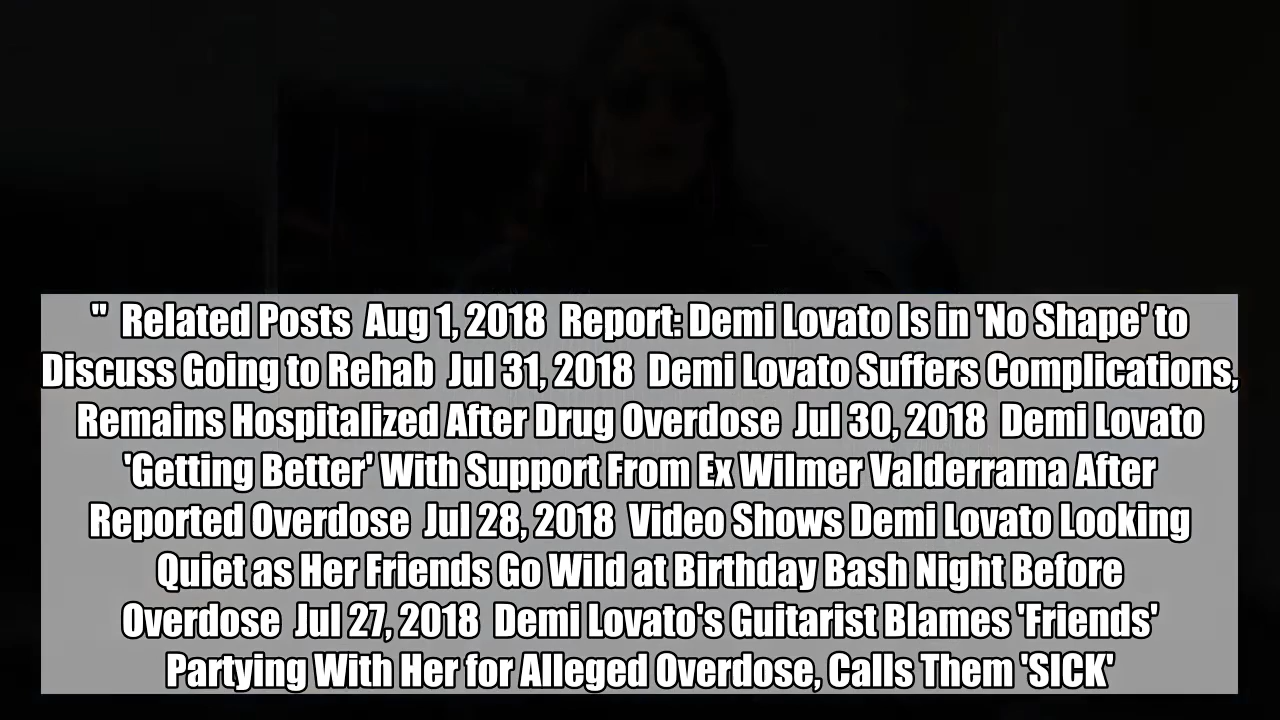 " Related Posts Aug 1, 2018 Report: Demi Lovato Is in 'No Shape' to
Discuss Going to Rehab Jul 31, 2018 Demi Lovato Suffers Complications,
Remains Hospitalized After Drug Overdose Jul 30, 2018 Demi Lovato
'Getting Better' With Support From Ex Wilmer Valderrama After
Reported Overdose Jul 28, 2018 Video Shows Demi Lovato Looking
Quiet as Her Friends Go Wild at Birthday Bash Night Before
Overdose Jul 27, 2018 Demi Lovato's Guitarist Blames 'Friends'
Partying With Her for Alleged Overdose, Calls Them 'SICK'